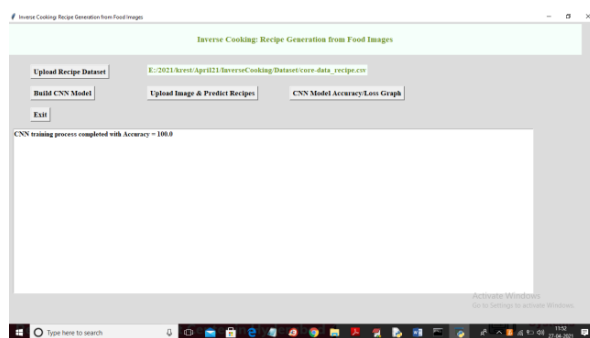 Inverse Cooking: Recipe Generation from Food Images
Inverse Cooking: Recipe Generation from Food Images
Upload Recipe Dataset
E:/2021/krest/April21/InverseCooking/Dataset/core-data_recipe.csv
Build CNN Model
Upload Image & Predict Recipes
CNN Model Accuracy/Loss Graph
Exit
CNN training process completed with Accuracy = 100.0
Activate Windows
Go to Settings to activate Windows.
Type here to search
11:52
27-04-2021